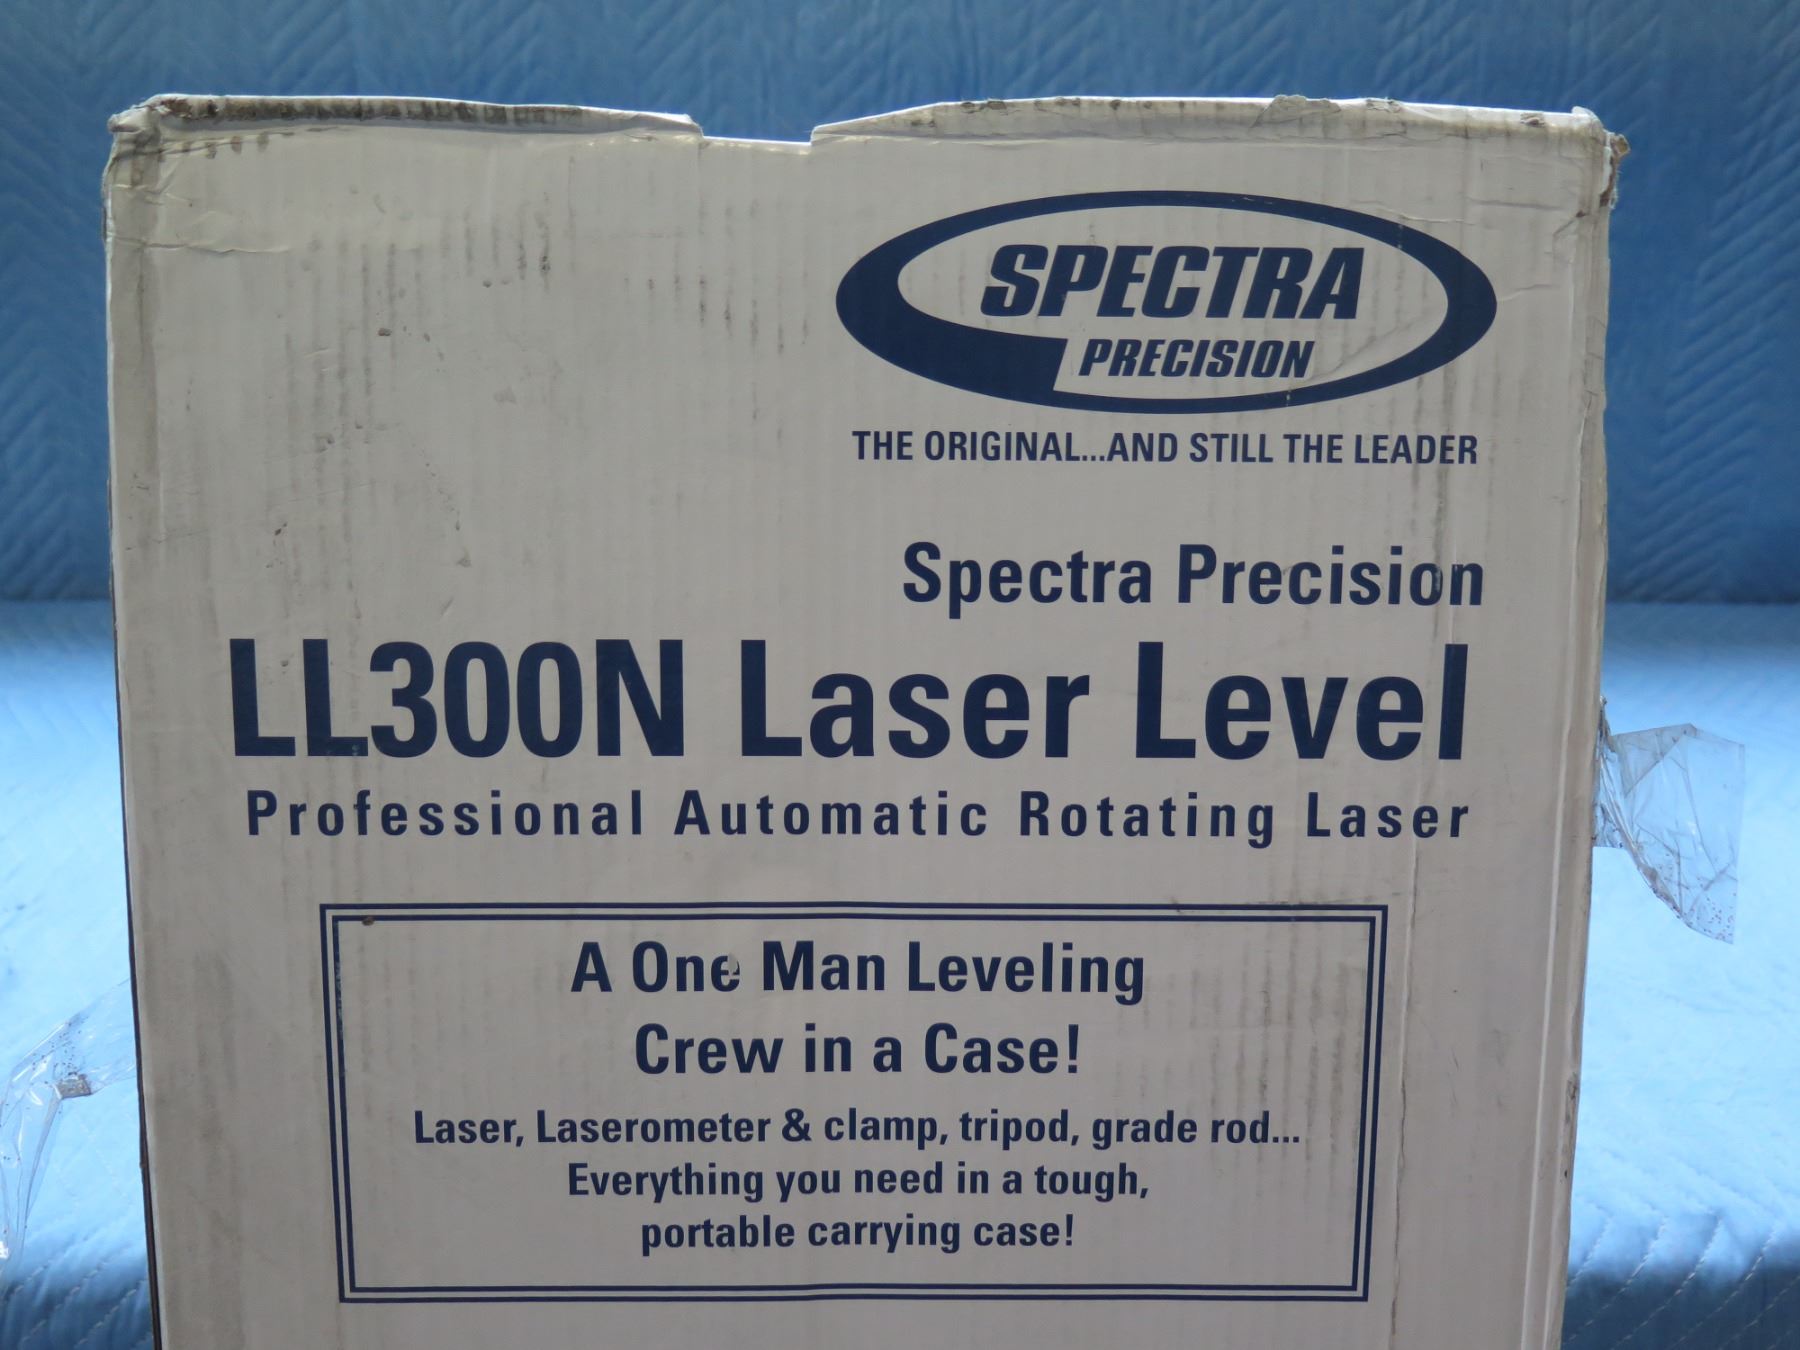 SPECTRA
PRECISION
THE ORIGINAL...AND STILL THE LEADER
Spectra Precision
LL300N Laser Level
Professional Automatic Rotating Laser
A One Man Leveling
Crew in a Case!
Laser, Laserometer & clamp, tripod, grade rod...
Everything you need in a tough,
portable carrying case!